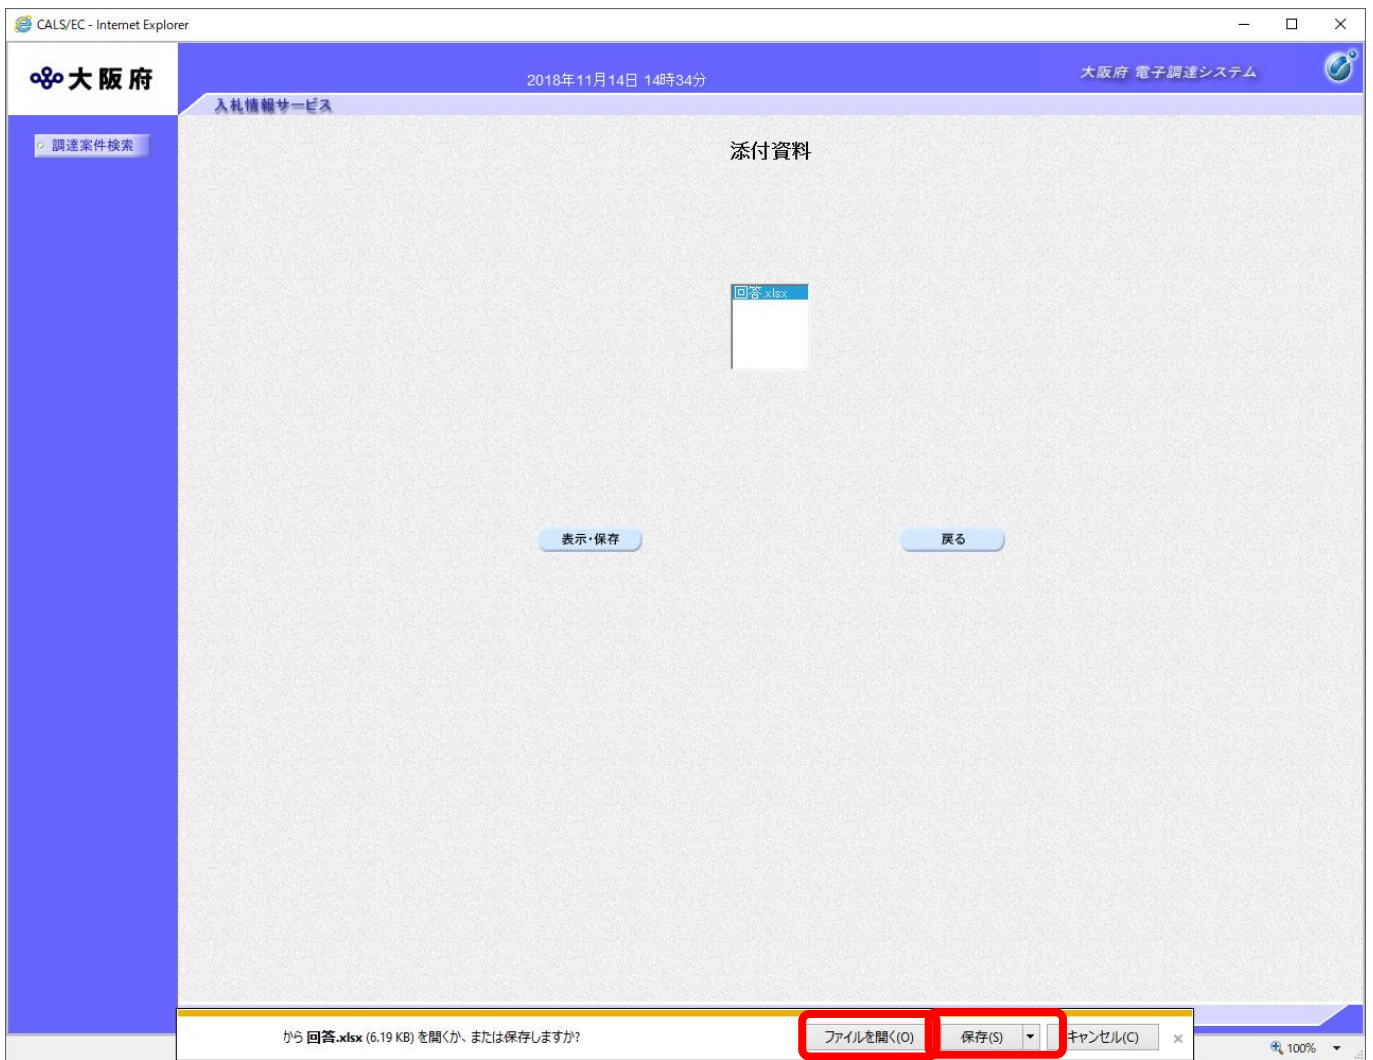 CALS/EC - Internet Explorer
大阪府
2018年11月14日 14時34分
大阪府 電子調達システム
入札情報サービス
調達案件検索
添付資料
回答.xlsx
表示・保存
戻る
から 回答.xlsx (6.19 KB) を開くか、または保存しますか?
ファイルを開く(O)
保存(S)
キャンセル(C)
×
100%